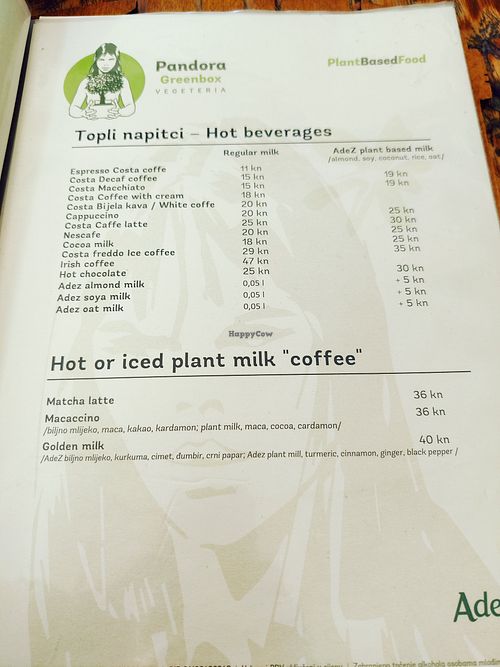 Pandora
Greenbox
VEGETERIA
PlantBasedFood
Topli napitci – Hot beverages
Regular milk AdeZ plant based milk
/almond, soy, coconut, rice, oat/
Espresso Costa coffe 11 kn
Costa Decaf coffee 15 kn 19 kn
Costa Macchiato 15 kn 19 kn
Costa Coffee with cream 18 kn
Costa Bijela kava / White coffe 20 kn
Cappuccino 20 kn 25 kn
Costa Caffe latte 25 kn 30 kn
Nescafe 20 kn 25 kn
Cocoa milk 18 kn 25 kn
Costa freddo Ice coffee 29 kn 35 kn
Irish coffee 47 kn
Hot chocolate 25 kn 30 kn
Adez almond milk 0,05 l + 5 kn
Adez soya milk 0,05 l + 5 kn
Adez oat milk 0,05 l + 5 kn
HappyCow
Hot or iced plant milk "coffee"
Matcha latte 36 kn
Macaccino 36 kn
/biljno mlijeko, maca, kakao, kardamon; plant milk, maca, cocoa, cardamon/
Golden milk 40 kn
/AdeZ biljno mlijeko, kurkuma, cimet, đumbir, crni papar; Adez plant mill, turmeric, cinnamon, ginger, black pepper /
Ade